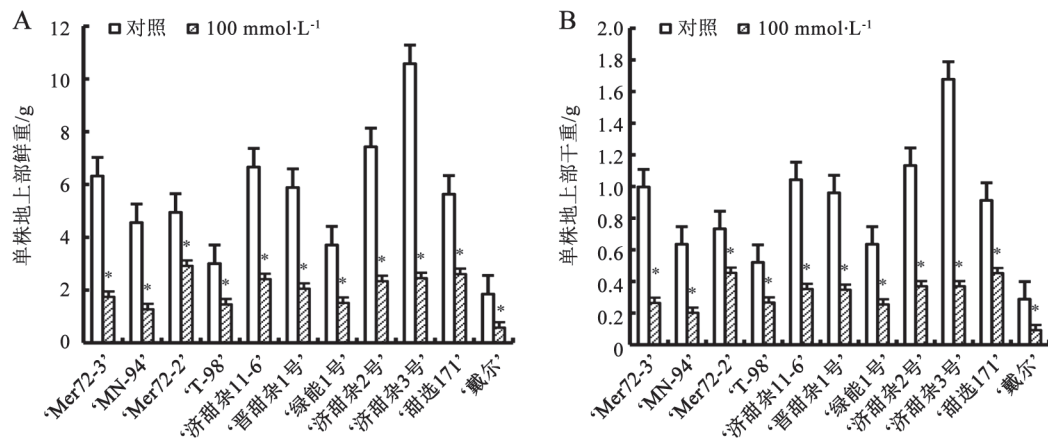 A
对照
100 mmol·L⁻¹
单株地上部鲜重/g
12
10
8
6
4
2
0
‘Mer72-3’
‘MN-94’
‘Mer72-2’
‘T-98’
‘济甜杂11-6’
‘晋甜杂1号’
‘绿能1号’
‘济甜杂2号’
‘济甜杂3号’
‘甜选171’
‘戴尔’
B
对照
100 mmol·L⁻¹
单株地上部干重/g
2.0
1.8
1.6
1.4
1.2
1.0
0.8
0.6
0.4
0.2
0.0
‘Mer72-3’
‘MN-94’
‘Mer72-2’
‘T-98’
‘济甜杂11-6’
‘晋甜杂1号’
‘绿能1号’
‘济甜杂2号’
‘济甜杂3号’
‘甜选171’
‘戴尔’